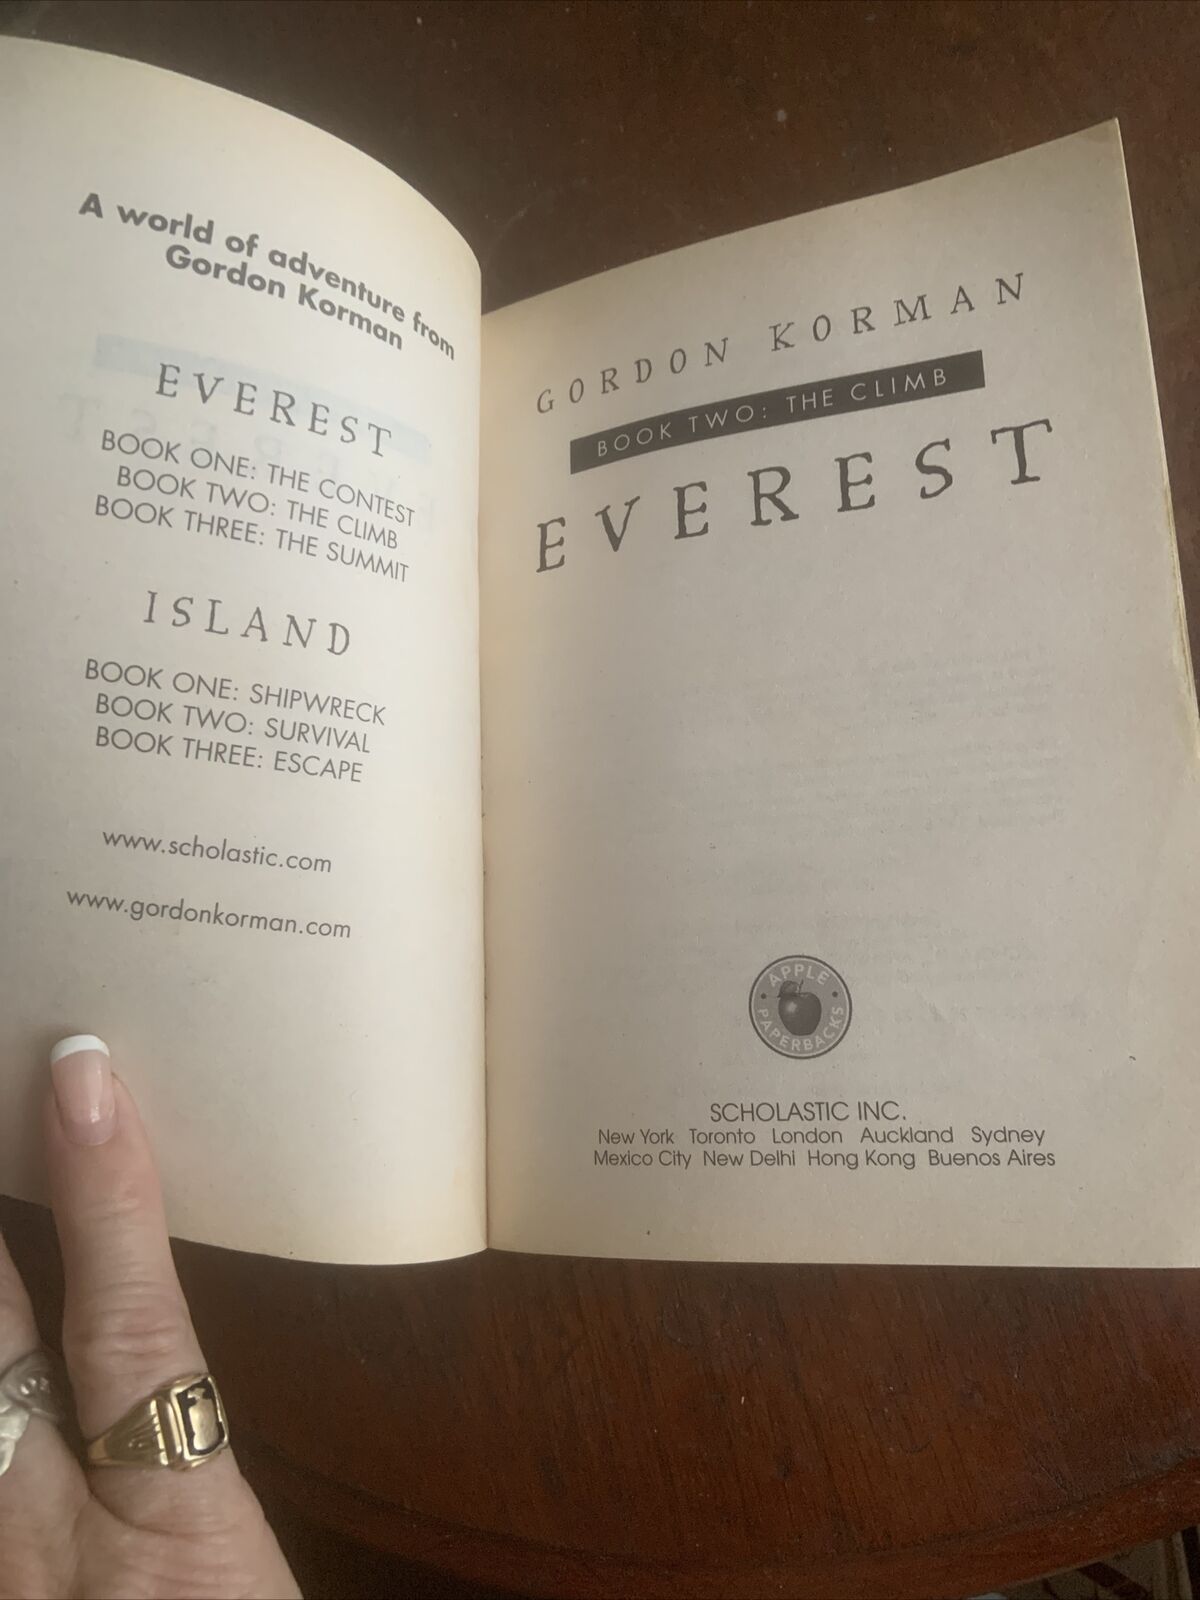 A world of adventure from
Gordon Korman
EVEREST
BOOK ONE: THE CONTEST
BOOK TWO: THE CLIMB
BOOK THREE: THE SUMMIT
ISLAND
BOOK ONE: SHIPWRECK
BOOK TWO: SURVIVAL
BOOK THREE: ESCAPE
www.scholastic.com
www.gordonkorman.com
GORDON KORMAN
BOOK TWO: THE CLIMB
EVEREST
APPLE
PAPERBACKS
SCHOLASTIC INC.
New York Toronto London Auckland Sydney
Mexico City New Delhi Hong Kong Buenos Aires